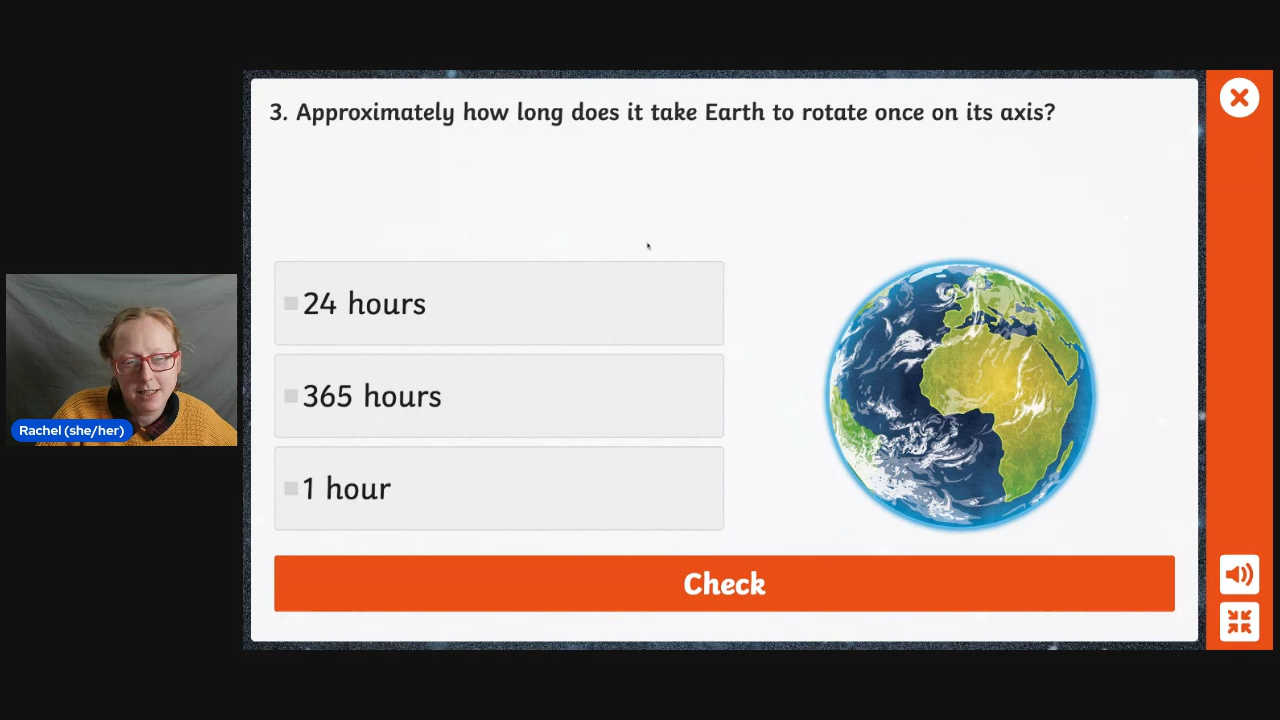 3. Approximately how long does it take Earth to rotate once on its axis?
24 hours
365 hours
1 hour
Check
Rachel (she/her)